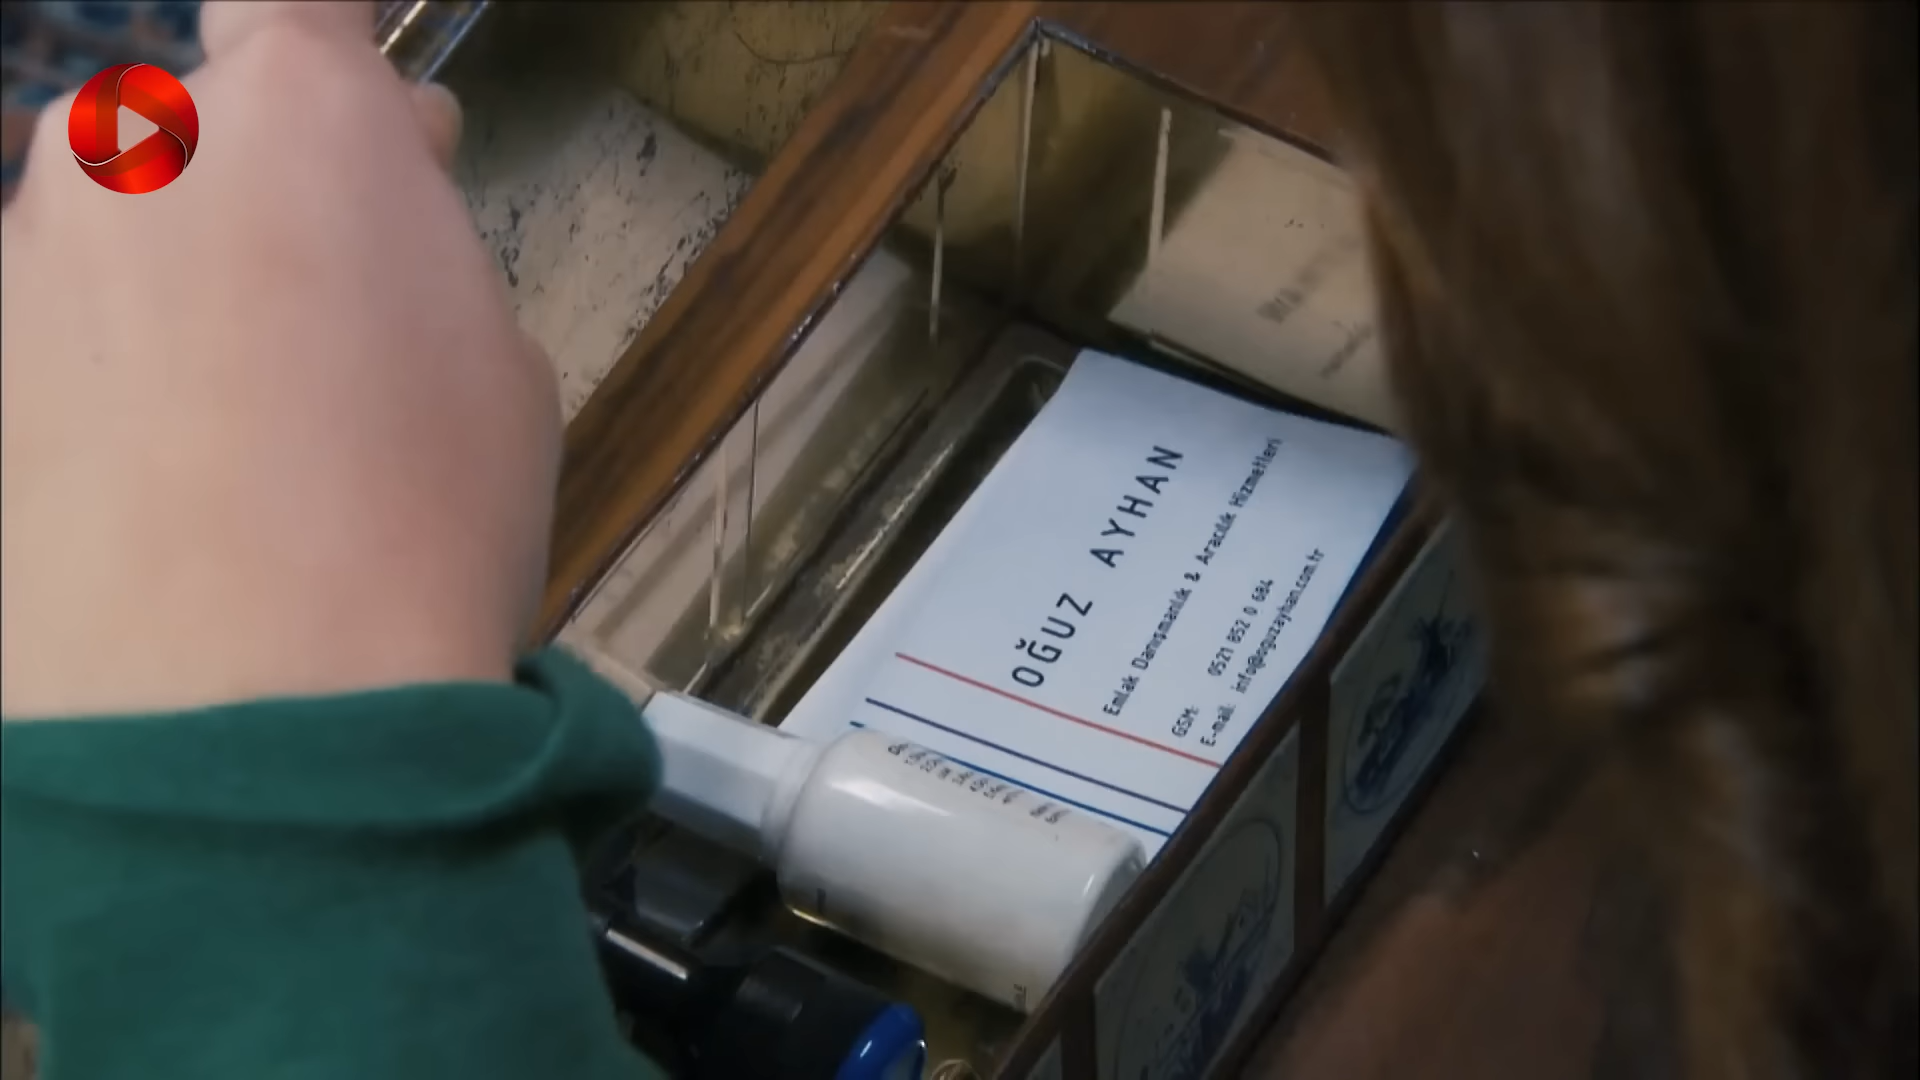 OĞUZ AYHAN
Emlak Danışmanlık & Aracılık Hizmetleri
GSM: 0521 852 0 684
E-mail: info@oguzayhan.com.tr